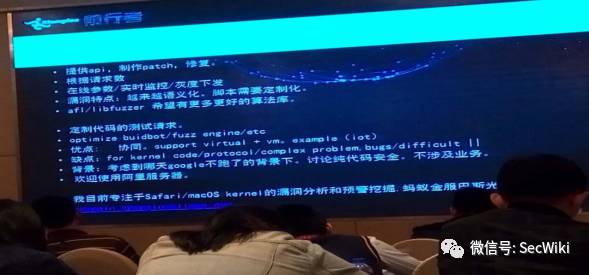 提供api, 制作patch, 修复。
根据请求数
在线参数/实时监控/灰度下发
漏洞特点: 越来越语义化。脚本需要定制化。
afl/libfuzzer 希望有更多更好的算法库。
定制代码的测试请求。
optimize buidbot/fuzz engine/etc
优点: 协同。support virtual + vm。example (iot)
缺点: for kernel code/protocol/complex problem,bugs/difficult ||
背景: 考虑到哪天google不跑了的背景下。讨论纯代码安全。不涉及业务。
欢迎使用阿里服务器。
我目前专注于Safari/macOS kernel的漏洞分析和预警挖掘,蚂蚁金服巴斯光
微信号: SecWiki